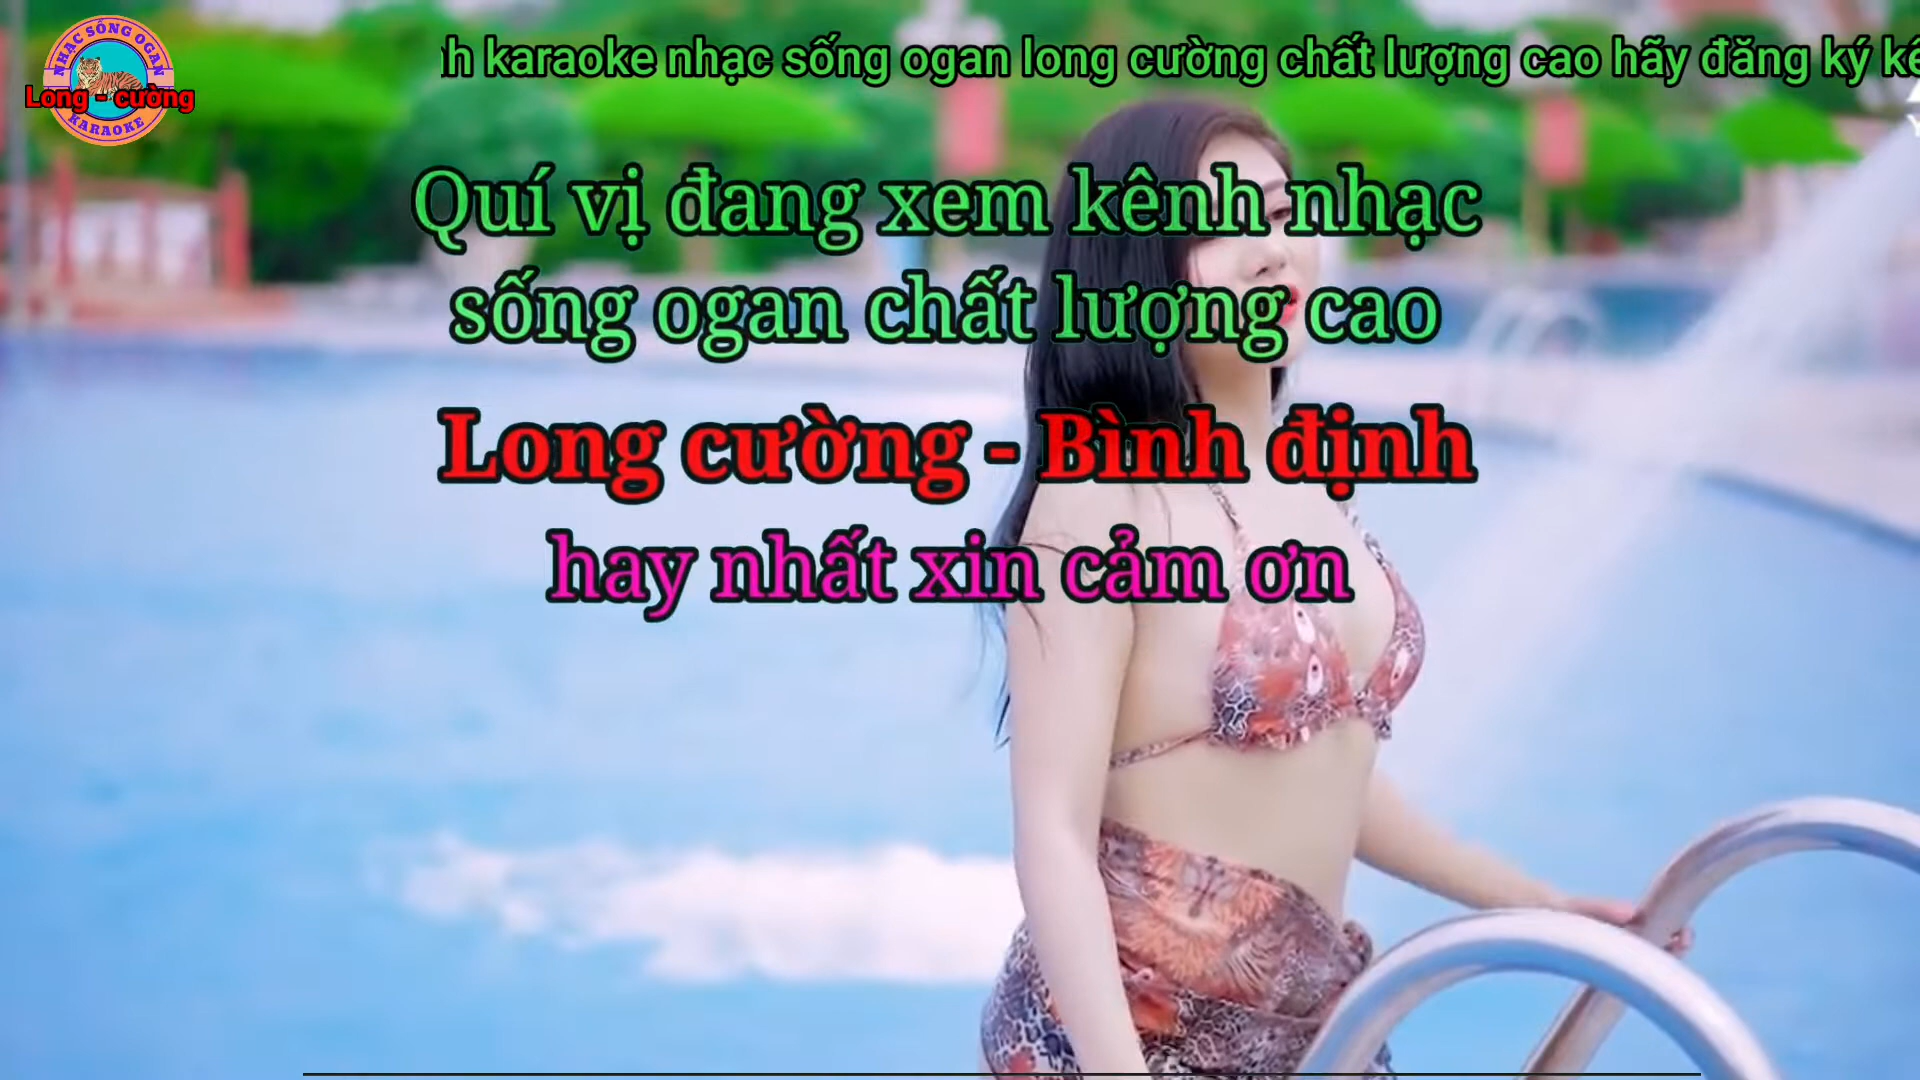 NHẠC SỐNG OGAN
Long - cường
KARAOKE
karaoke nhạc sống ogan long cường chất lượng cao hãy đăng ký
Quí vị đang xem kênh nhạc
sống ogan chất lượng cao
Long cường - Bình định
hay nhất xin cảm ơn